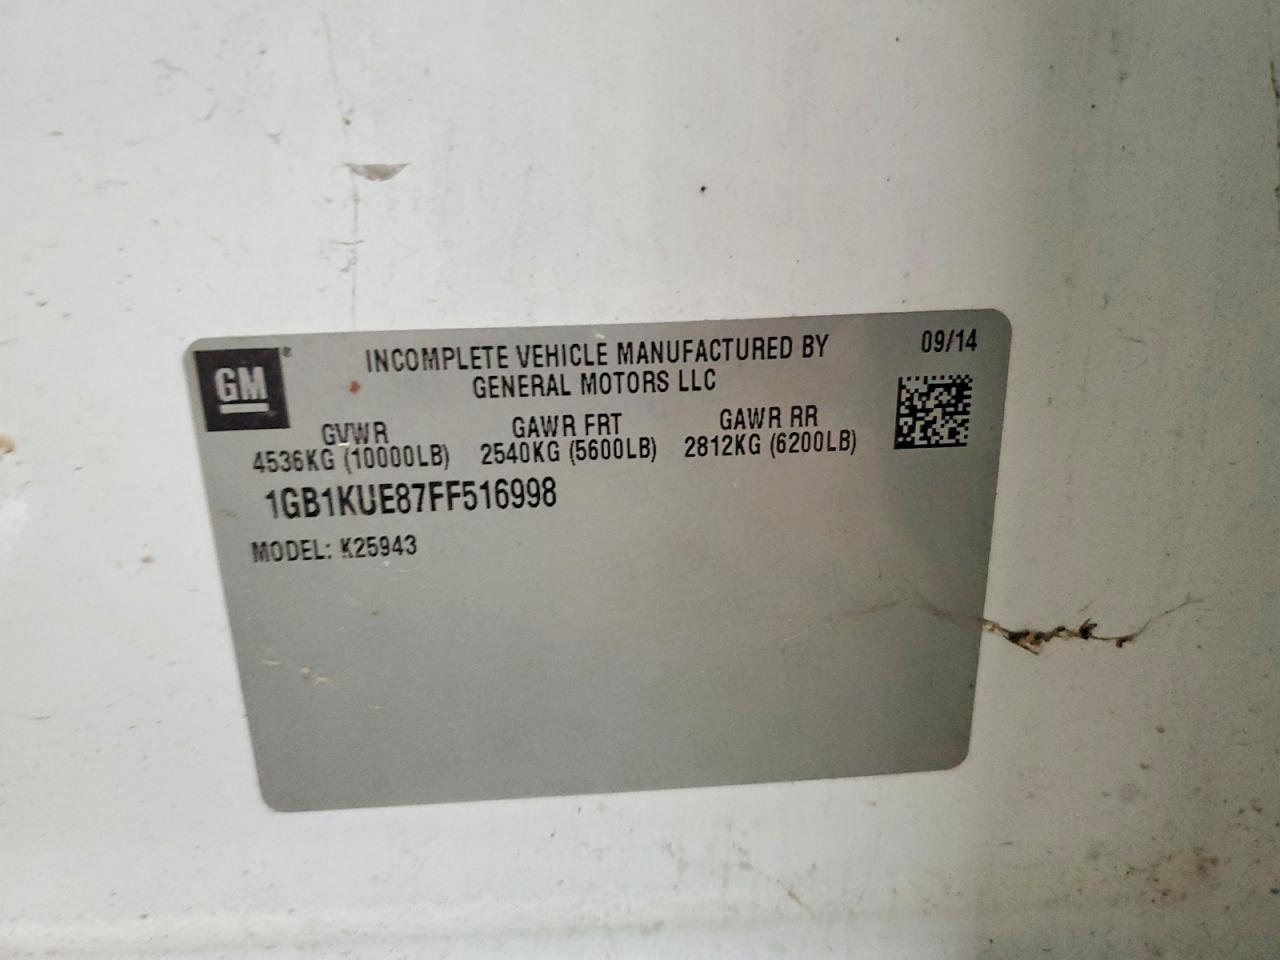 GM
INCOMPLETE VEHICLE MANUFACTURED BY
GENERAL MOTORS LLC
09/14
GVWR GAWR FRT GAWR RR
4536KG (10000LB) 2540KG (5600LB) 2812KG (6200LB)
1GB1KUE87FF516998
MODEL: K25943